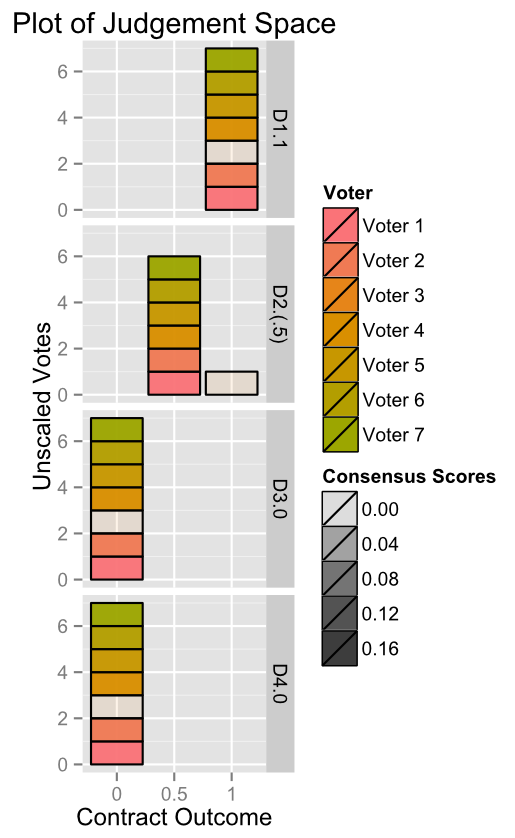 Plot of Judgement Space
Unscaled Votes
6
4
2
0
D1.1
6
4
2
0
D2.(.5)
6
4
2
0
D3.0
6
4
2
0
D4.0
0 0.5 1
Contract Outcome
Voter
Voter 1
Voter 2
Voter 3
Voter 4
Voter 5
Voter 6
Voter 7
Consensus Scores
0.00
0.04
0.08
0.12
0.16